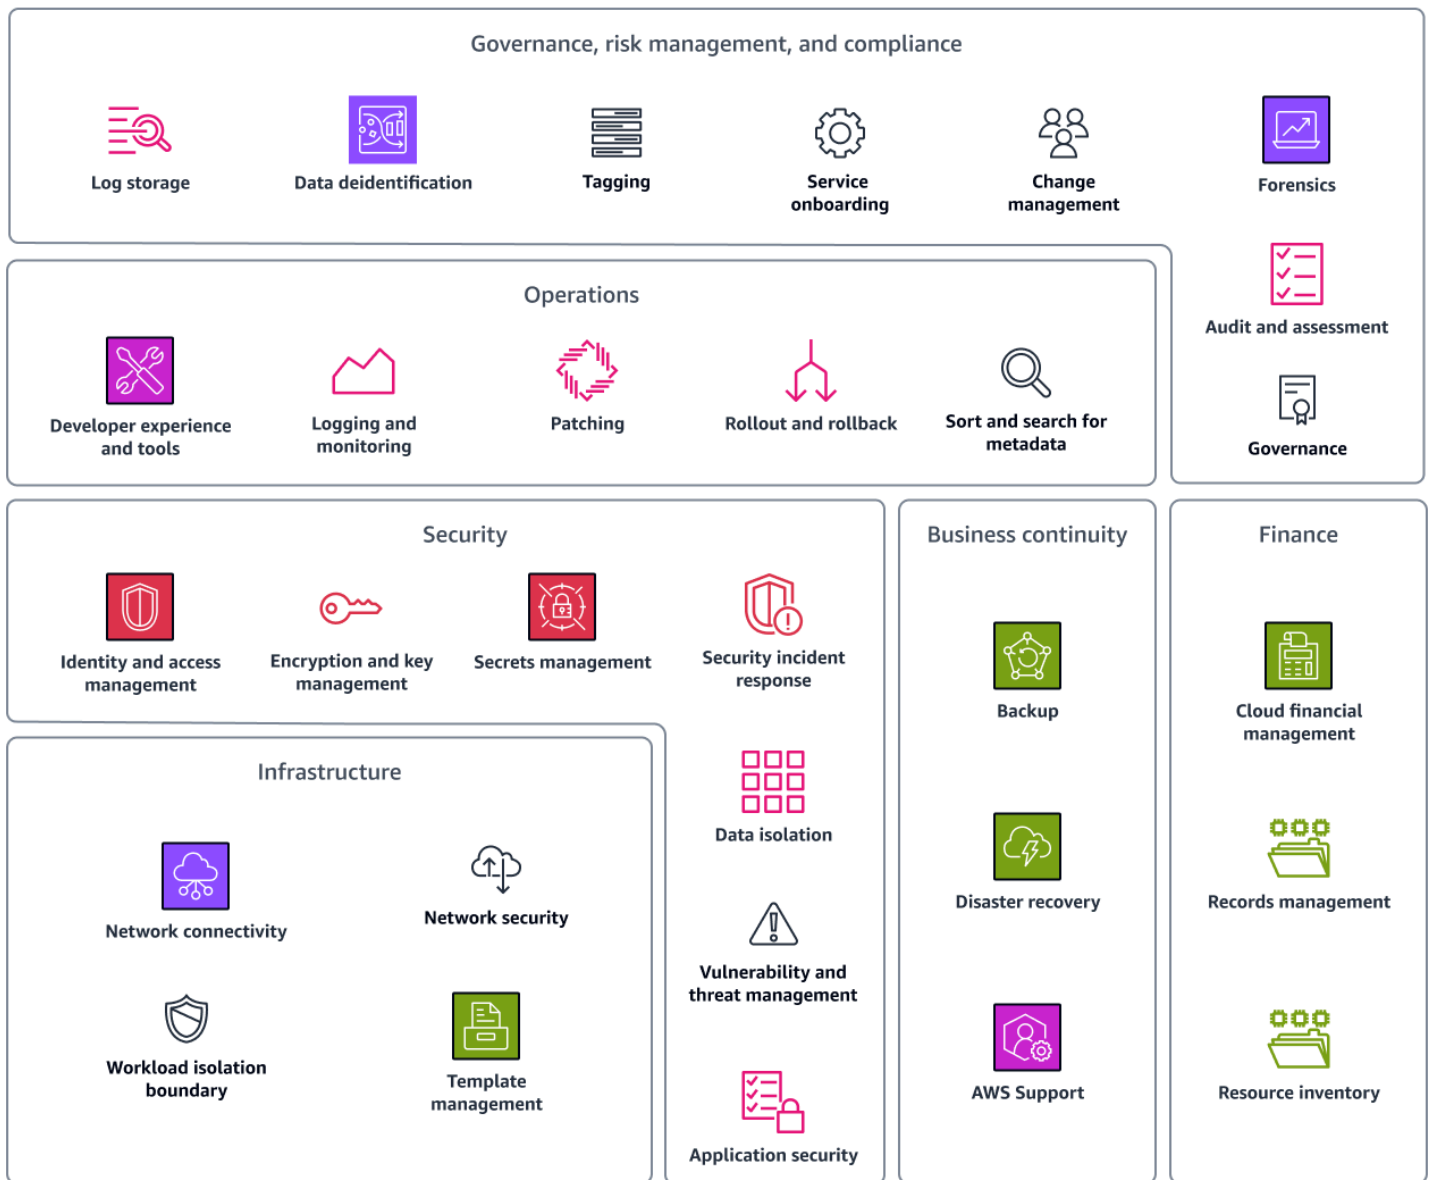 Governance, risk management, and compliance
Log storage
Data deidentification
Tagging
Service
onboarding
Change
management
Forensics
Audit and assessment
Governance
Operations
Developer experience
and tools
Logging and
monitoring
Patching
Rollout and rollback
Sort and search for
metadata
Security
Identity and access
management
Encryption and key
management
Secrets management
Security incident
response
Data isolation
Vulnerability and
threat management
Application security
Infrastructure
Network connectivity
Network security
Workload isolation
boundary
Template
management
Business continuity
Backup
Disaster recovery
AWS Support
Finance
Cloud financial
management
Records management
Resource inventory